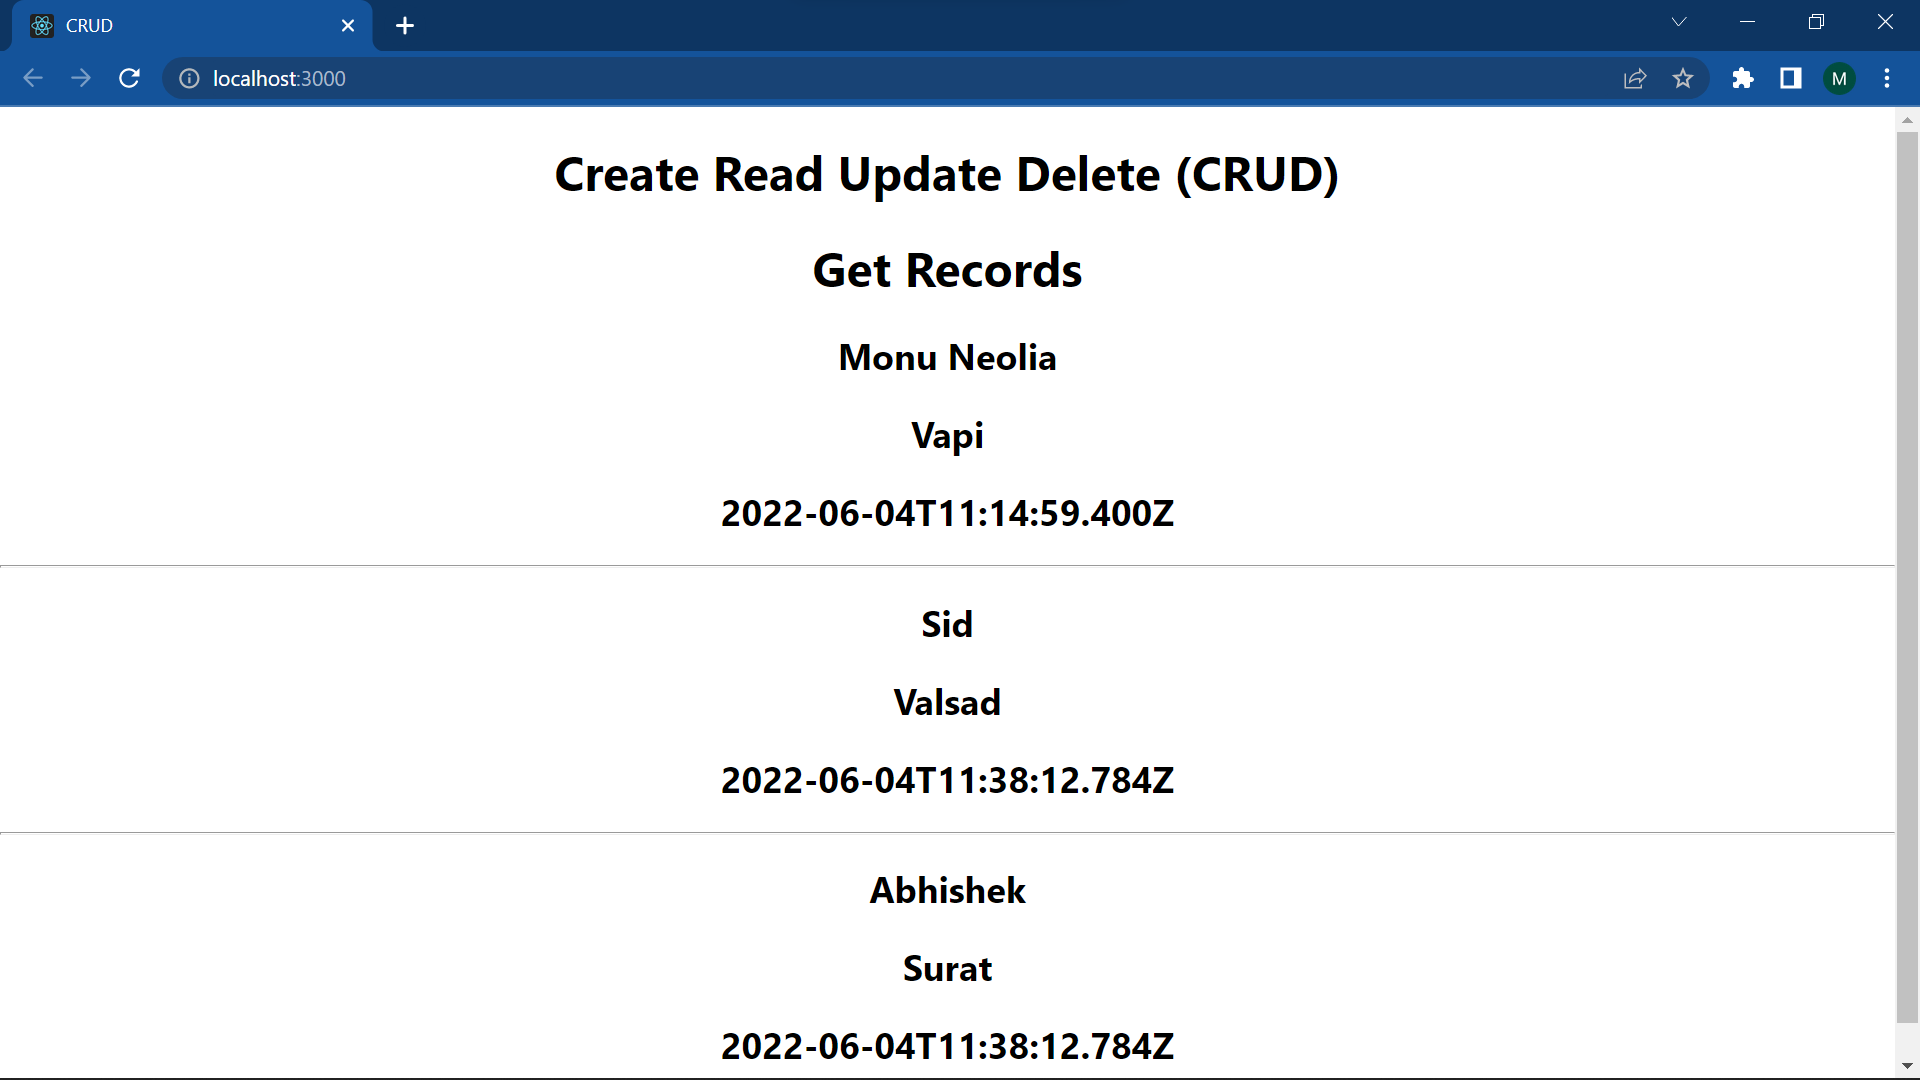 CRUD
localhost:3000
M
Create Read Update Delete (CRUD)
Get Records
Monu Neolia
Vapi
2022-06-04T11:14:59.400Z
Sid
Valsad
2022-06-04T11:38:12.784Z
Abhishek
Surat
2022-06-04T11:38:12.784Z